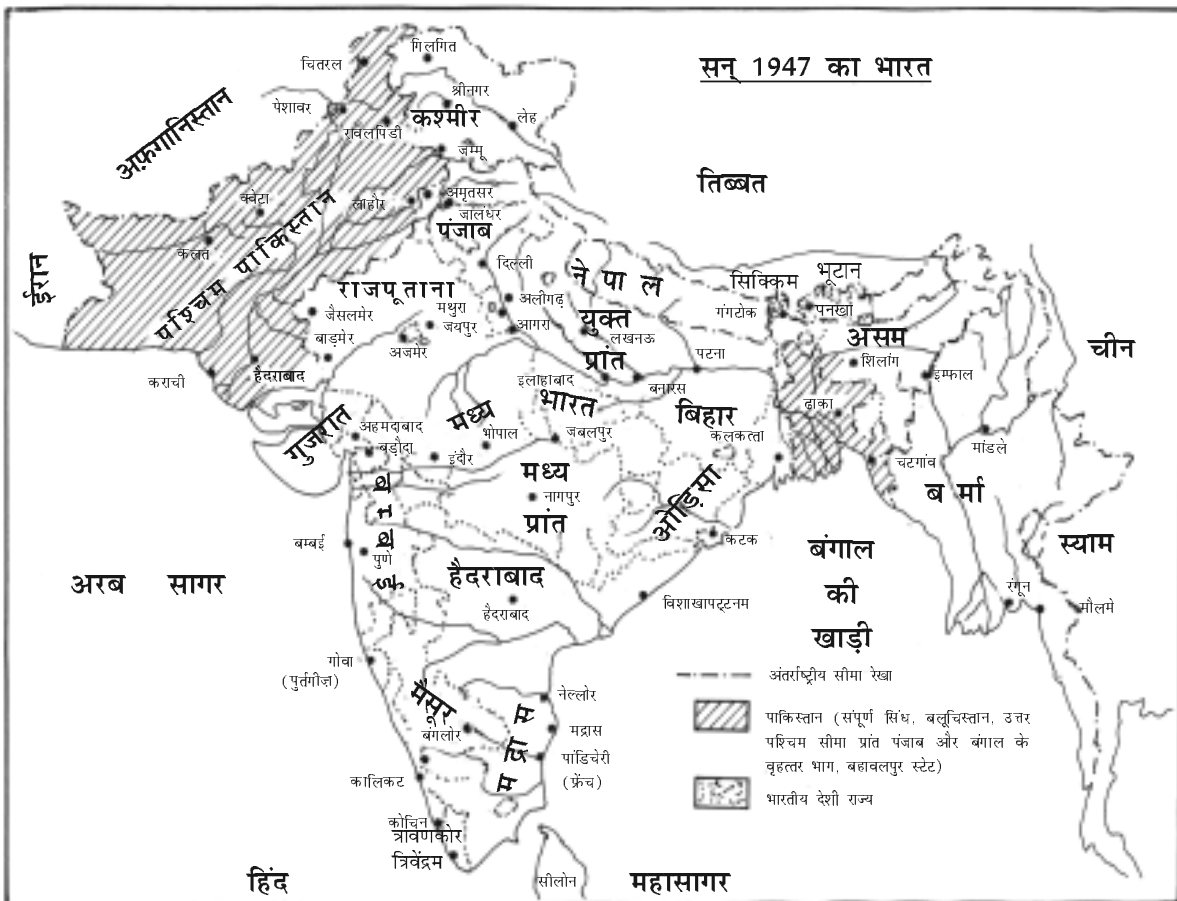 सन् 1947 का भारत
गिलगित
चितरल
श्रीनगर
पेशावर
कश्मीर
लेह
रावलपिंडी
जम्मू
अफ़गानिस्तान
तिब्बत
क्वेटा
लाहौर
अमृतसर
जालंधर
पंजाब
कलत
पश्चिम पाकिस्तान
ईरान
दिल्ली
नेपाल
सिक्किम
भूटान
राजपूताना
अलीगढ़
गंगटोक
पनखा
जैसलमेर
मथुरा
युक्त
जयपुर
आगरा
असम
बाड़मेर
अजमेर
लखनऊ
चीन
प्रांत
पटना
शिलांग
कराची
हैदराबाद
इलाहाबाद
बनारस
इम्फाल
मध्य भारत
बिहार
ढाका
गुजरात
अहमदाबाद
भोपाल
जबलपुर
कलकत्ता
मांडले
बड़ौदा
इंदौर
चटगांव
मध्य
नागपुर
बर्मा
प्रांत
ओड़िसा
बम्बई
बम्बई
पुणे
कटक
बंगाल
स्याम
अरब सागर
हैदराबाद
की
हैदराबाद
विशाखापट्टनम
रंगून
मौलमे
खाड़ी
गोवा
(पुर्तगीज़)
अंतर्राष्ट्रीय सीमा रेखा
मैसूर
नेल्लोर
पाकिस्तान (संपूर्ण सिंध, बलूचिस्तान, उत्तर
पश्चिम सीमा प्रांत पंजाब और बंगाल के
वृहत्तर भाग, बहावलपुर स्टेट)
बंगलोर
मद्रास
मद्रास
पांडिचेरी
(फ्रेंच)
कालिकट
भारतीय देशी राज्य
कोचिन
त्रावणकोर
त्रिवेंद्रम
हिंद
सीलोन
महासागर